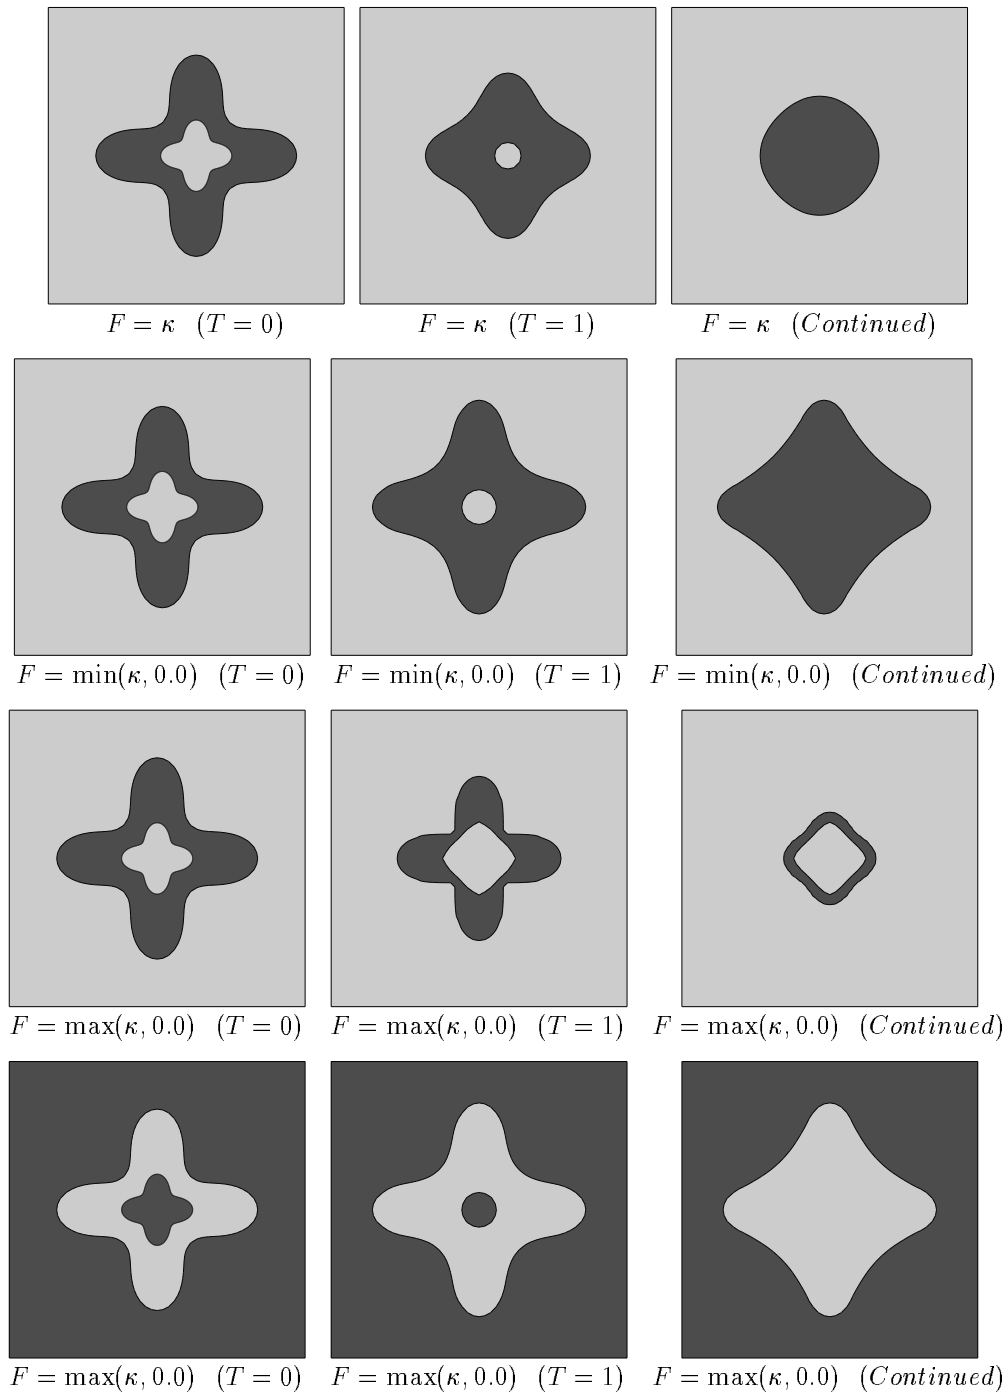 F = κ (T = 0) F = κ (T = 1) F = κ (Continued)
F = min(κ, 0.0) (T = 0) F = min(κ, 0.0) (T = 1) F = min(κ, 0.0) (Continued)
F = max(κ, 0.0) (T = 0) F = max(κ, 0.0) (T = 1) F = max(κ, 0.0) (Continued)
F = max(κ, 0.0) (T = 0) F = max(κ, 0.0) (T = 1) F = max(κ, 0.0) (Continued)